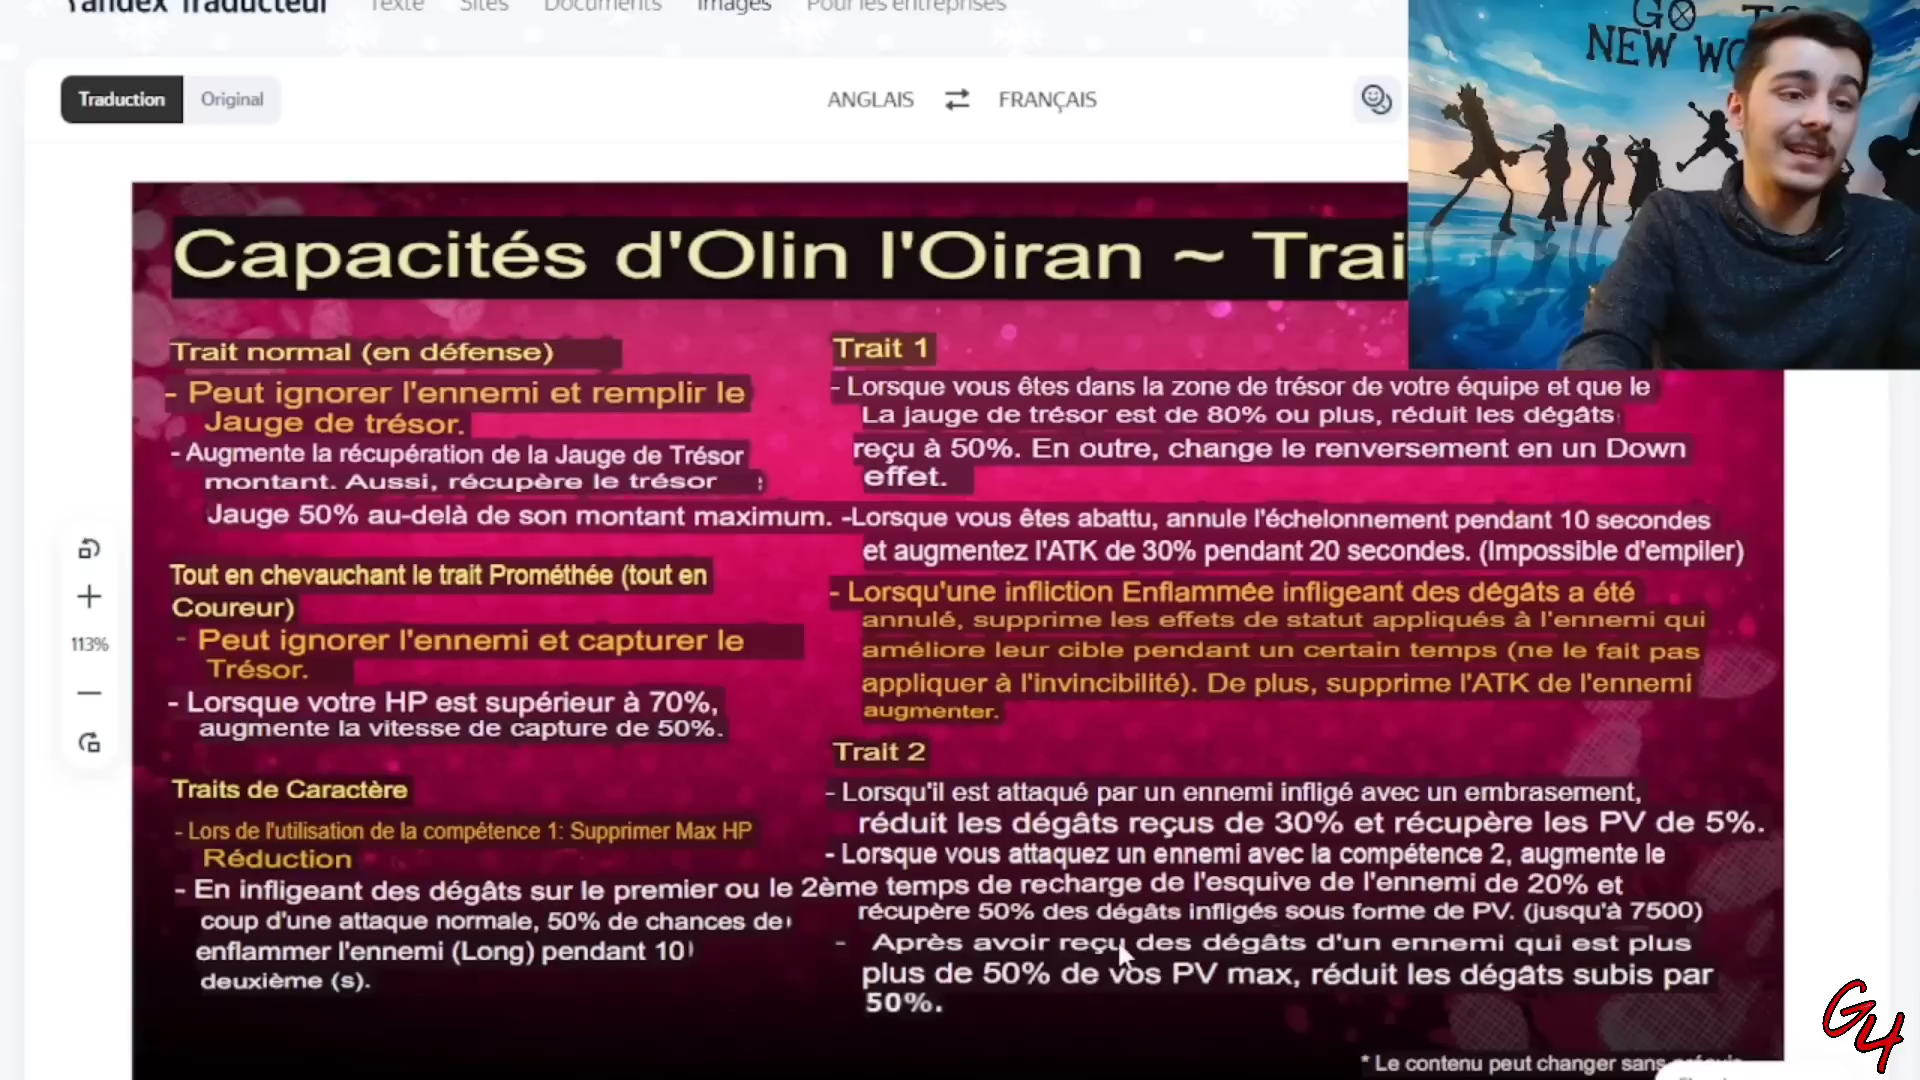 Yandex Traducteur
Texte
Sites
Documents
Images
Pour les entreprises
Traduction
Original
ANGLAIS
FRANÇAIS
GO TO
NEW WO
Capacités d'Olin l'Oiran ~ Trai
Trait normal (en défense)
- Peut ignorer l'ennemi et remplir le
Jauge de trésor.
- Augmente la récupération de la Jauge de Trésor
montant. Aussi, récupère le trésor
Jauge 50% au-delà de son montant maximum.
Tout en chevauchant le trait Prométhée (tout en
Coureur)
- Peut ignorer l'ennemi et capturer le
Trésor.
- Lorsque votre HP est supérieur à 70%,
augmente la vitesse de capture de 50%.
Traits de Caractère
- Lors de l'utilisation de la compétence 1: Supprimer Max HP
Réduction
- En infligeant des dégâts sur le premier ou le 2ème
coup d'une attaque normale, 50% de chances de
enflammer l'ennemi (Long) pendant 10
deuxième (s).
Trait 1
- Lorsque vous êtes dans la zone de trésor de votre équipe et que le
La jauge de trésor est de 80% ou plus, réduit les dégâts
reçu à 50%. En outre, change le renversement en un Down
effet.
-Lorsque vous êtes abattu, annule l'échelonnement pendant 10 secondes
et augmentez l'ATK de 30% pendant 20 secondes. (Impossible d'empiler)
- Lorsqu'une infliction Enflammée infligeant des dégâts a été
annulé, supprime les effets de statut appliqués à l'ennemi qui
améliore leur cible pendant un certain temps (ne le fait pas
appliquer à l'invincibilité). De plus, supprime l'ATK de l'ennemi
augmenter.
Trait 2
- Lorsqu'il est attaqué par un ennemi infligé avec un embrasement,
réduit les dégâts reçus de 30% et récupère les PV de 5%.
- Lorsque vous attaquez un ennemi avec la compétence 2, augmente le
temps de recharge de l'esquive de l'ennemi de 20% et
récupère 50% des dégâts infligés sous forme de PV. (jusqu'à 7500)
- Après avoir reçu des dégâts d'un ennemi qui est plus
plus de 50% de vos PV max, réduit les dégâts subis par
50%.
* Le contenu peut changer sans
113%
G4